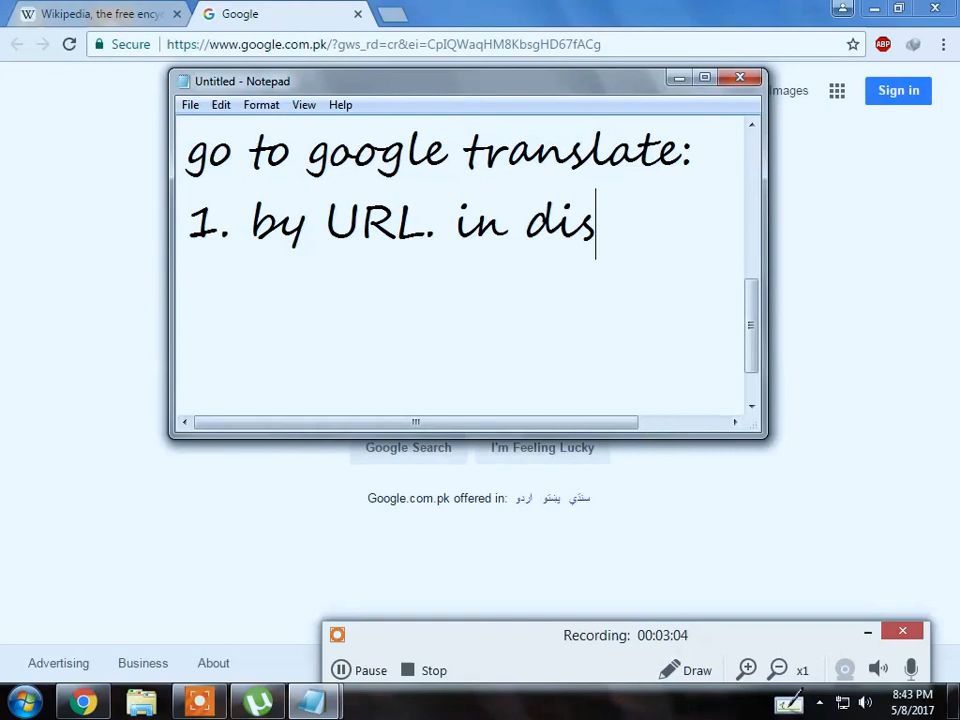 Wikipedia, the free ency
Google
Secure
https://www.google.com.pk/?gws_rd=cr&ei=CpIQWaqHM8KbsgHD67fACg
ABP
Untitled - Notepad
Images
Sign in
File Edit Format View Help
go to google translate:
1. by URL. in dis
Google Search
I'm Feeling Lucky
Google.com.pk offered in: اردو پښتو سنڌي
Recording: 00:03:04
Advertising Business About
Pause Stop Draw x1
8:43 PM
5/8/2017